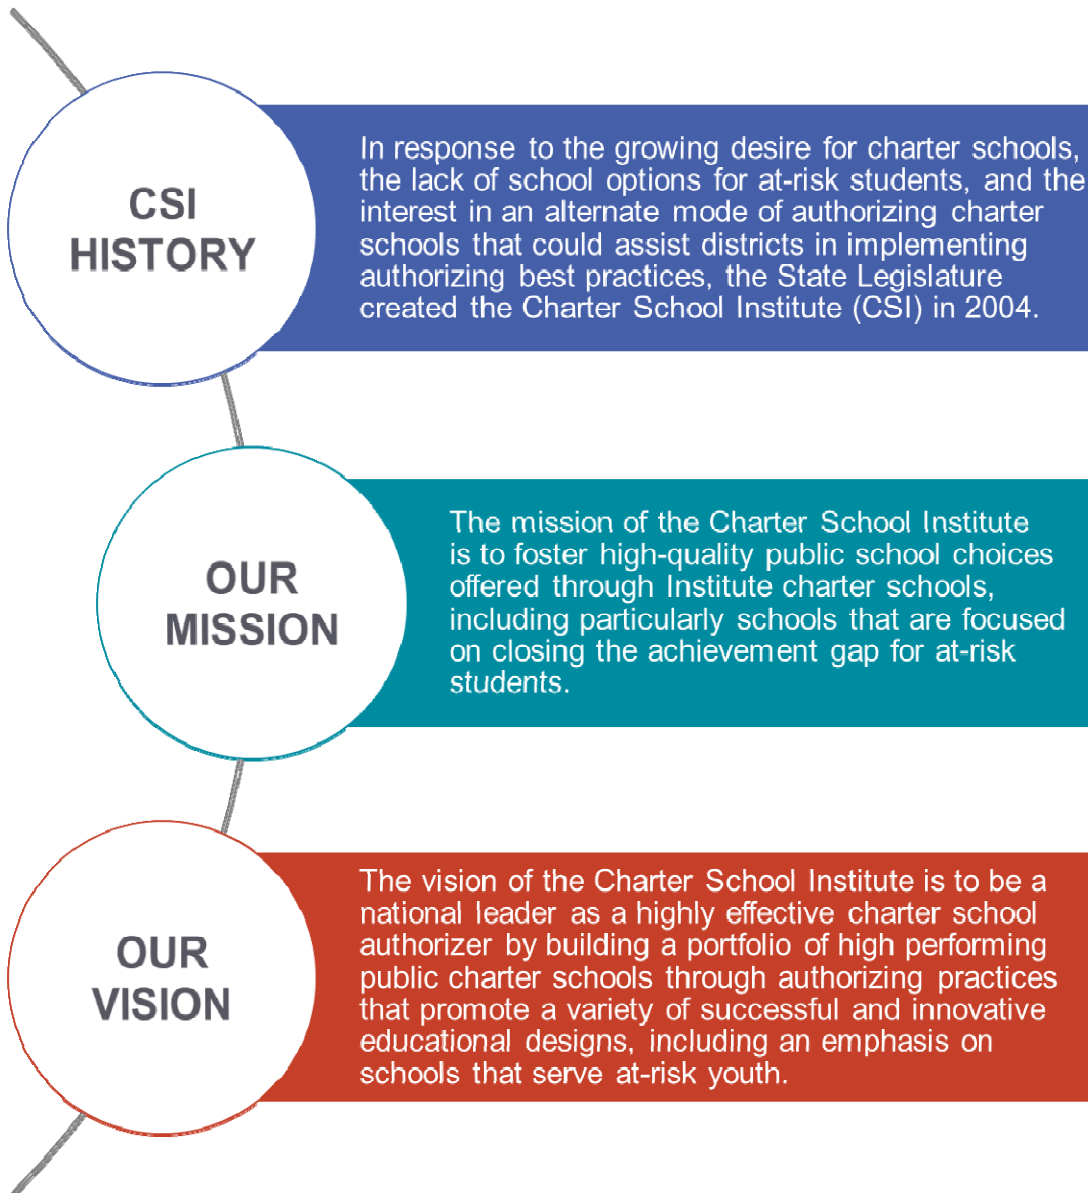 CSI
HISTORY
In response to the growing desire for charter schools,
the lack of school options for at-risk students, and the
interest in an alternate mode of authorizing charter
schools that could assist districts in implementing
authorizing best practices, the State Legislature
created the Charter School Institute (CSI) in 2004.
OUR
MISSION
The mission of the Charter School Institute
is to foster high-quality public school choices
offered through Institute charter schools,
including particularly schools that are focused
on closing the achievement gap for at-risk
students.
OUR
VISION
The vision of the Charter School Institute is to be a
national leader as a highly effective charter school
authorizer by building a portfolio of high performing
public charter schools through authorizing practices
that promote a variety of successful and innovative
educational designs, including an emphasis on
schools that serve at-risk youth.